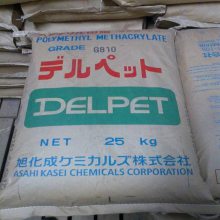 POLYMETHYL METHACRYLATE
GRADE G810
デルペット
DELPET
NET 25 kg
旭化成ケミカルズ株式会社
ASAHI KASEI CHEMICALS CORPORATION